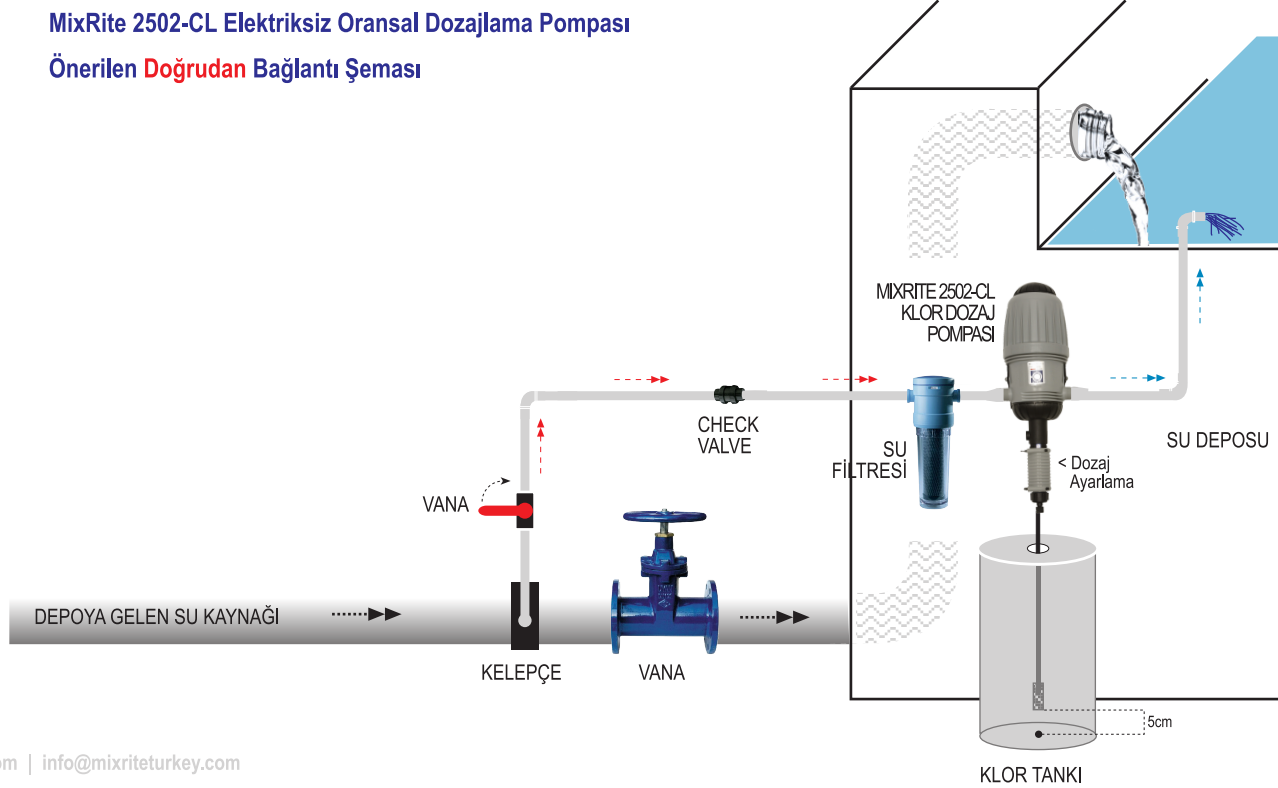 MixRite 2502-CL Elektriksiz Oransal Dozajlama Pompası
Önerilen Doğrudan Bağlantı Şeması
MIXRITE 2502-CL
KLOR DOZAJ
POMPASI
CHECK
VALVE
SU
FİLTRESİ
SU DEPOSU
< Dozaj
Ayarlama
VANA
DEPOYA GELEN SU KAYNAĞI
KELEPÇE
VANA
5cm
KLOR TANKI
om | info@mixriteturkey.com